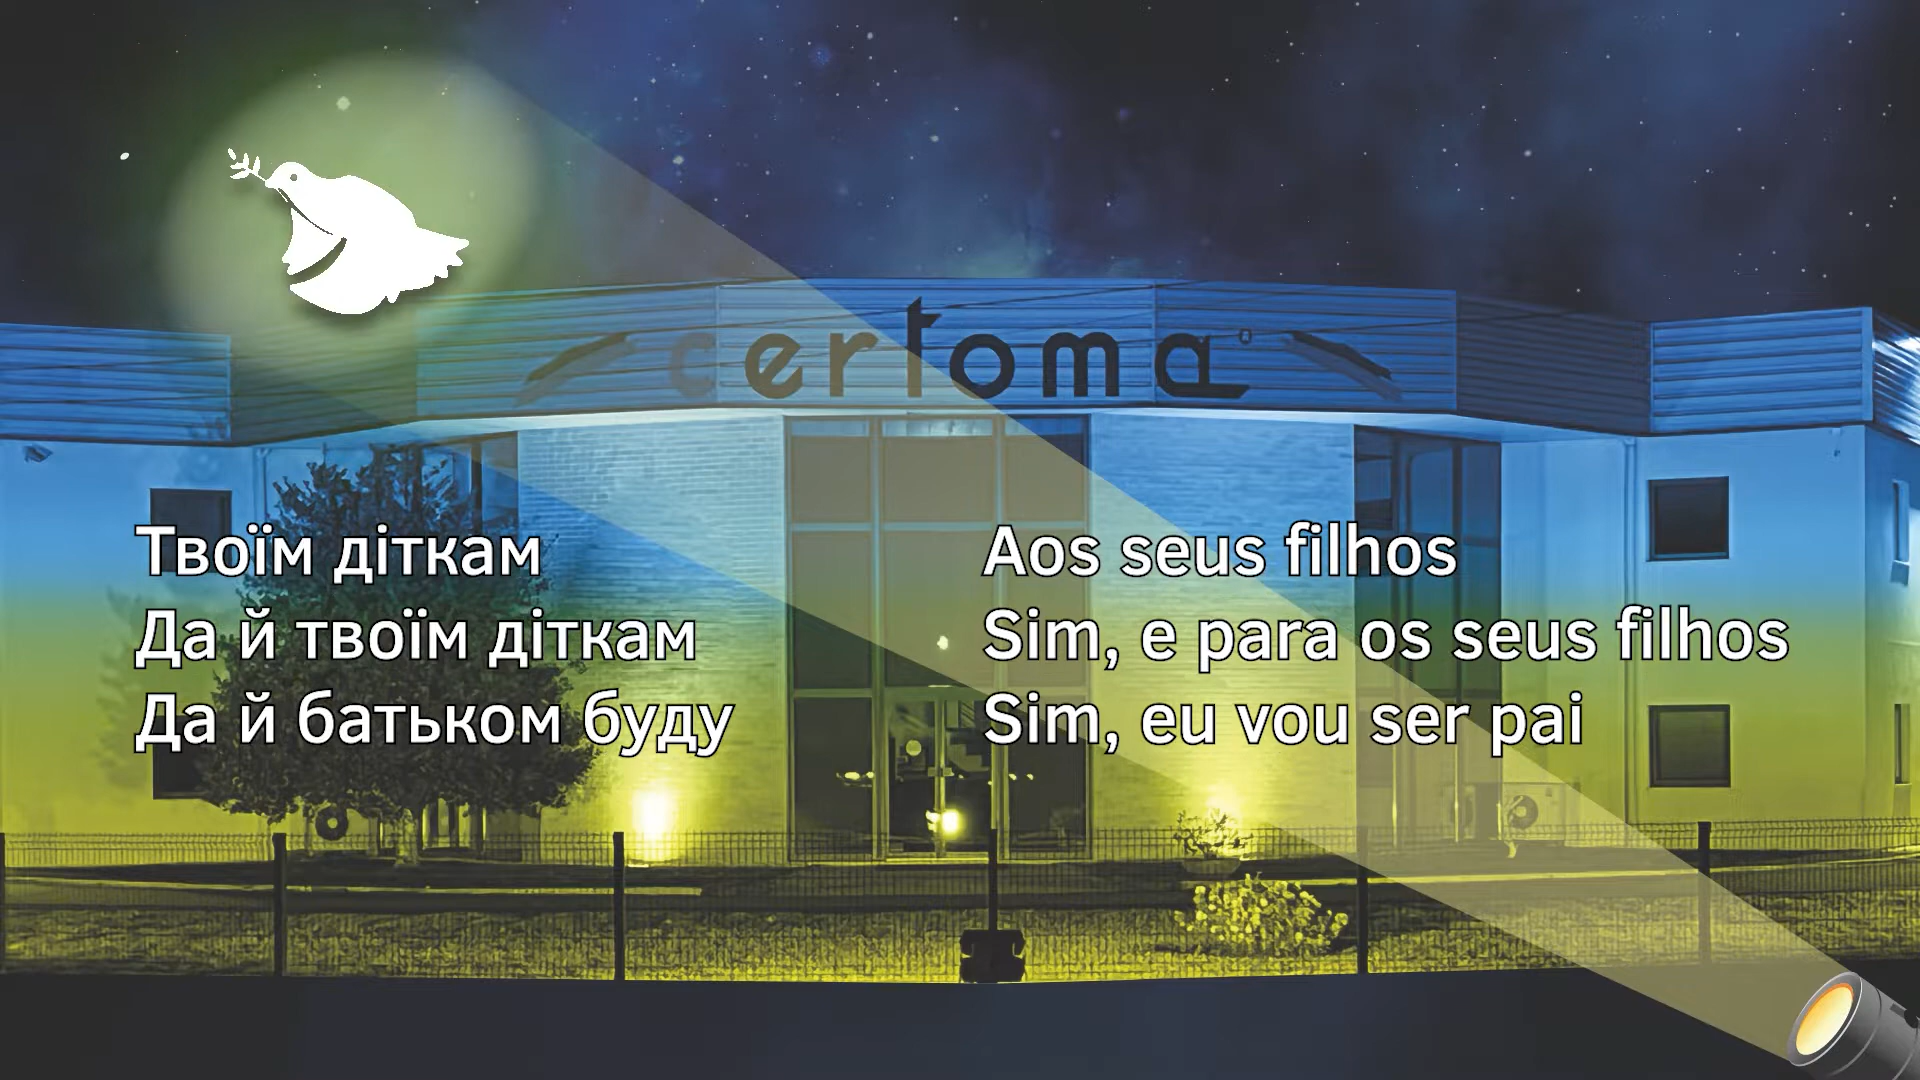 certoma®
Твоїм діткам
Да й твоїм діткам
Да й батьком буду
Aos seus filhos
Sim, e para os seus filhos
Sim, eu vou ser pai